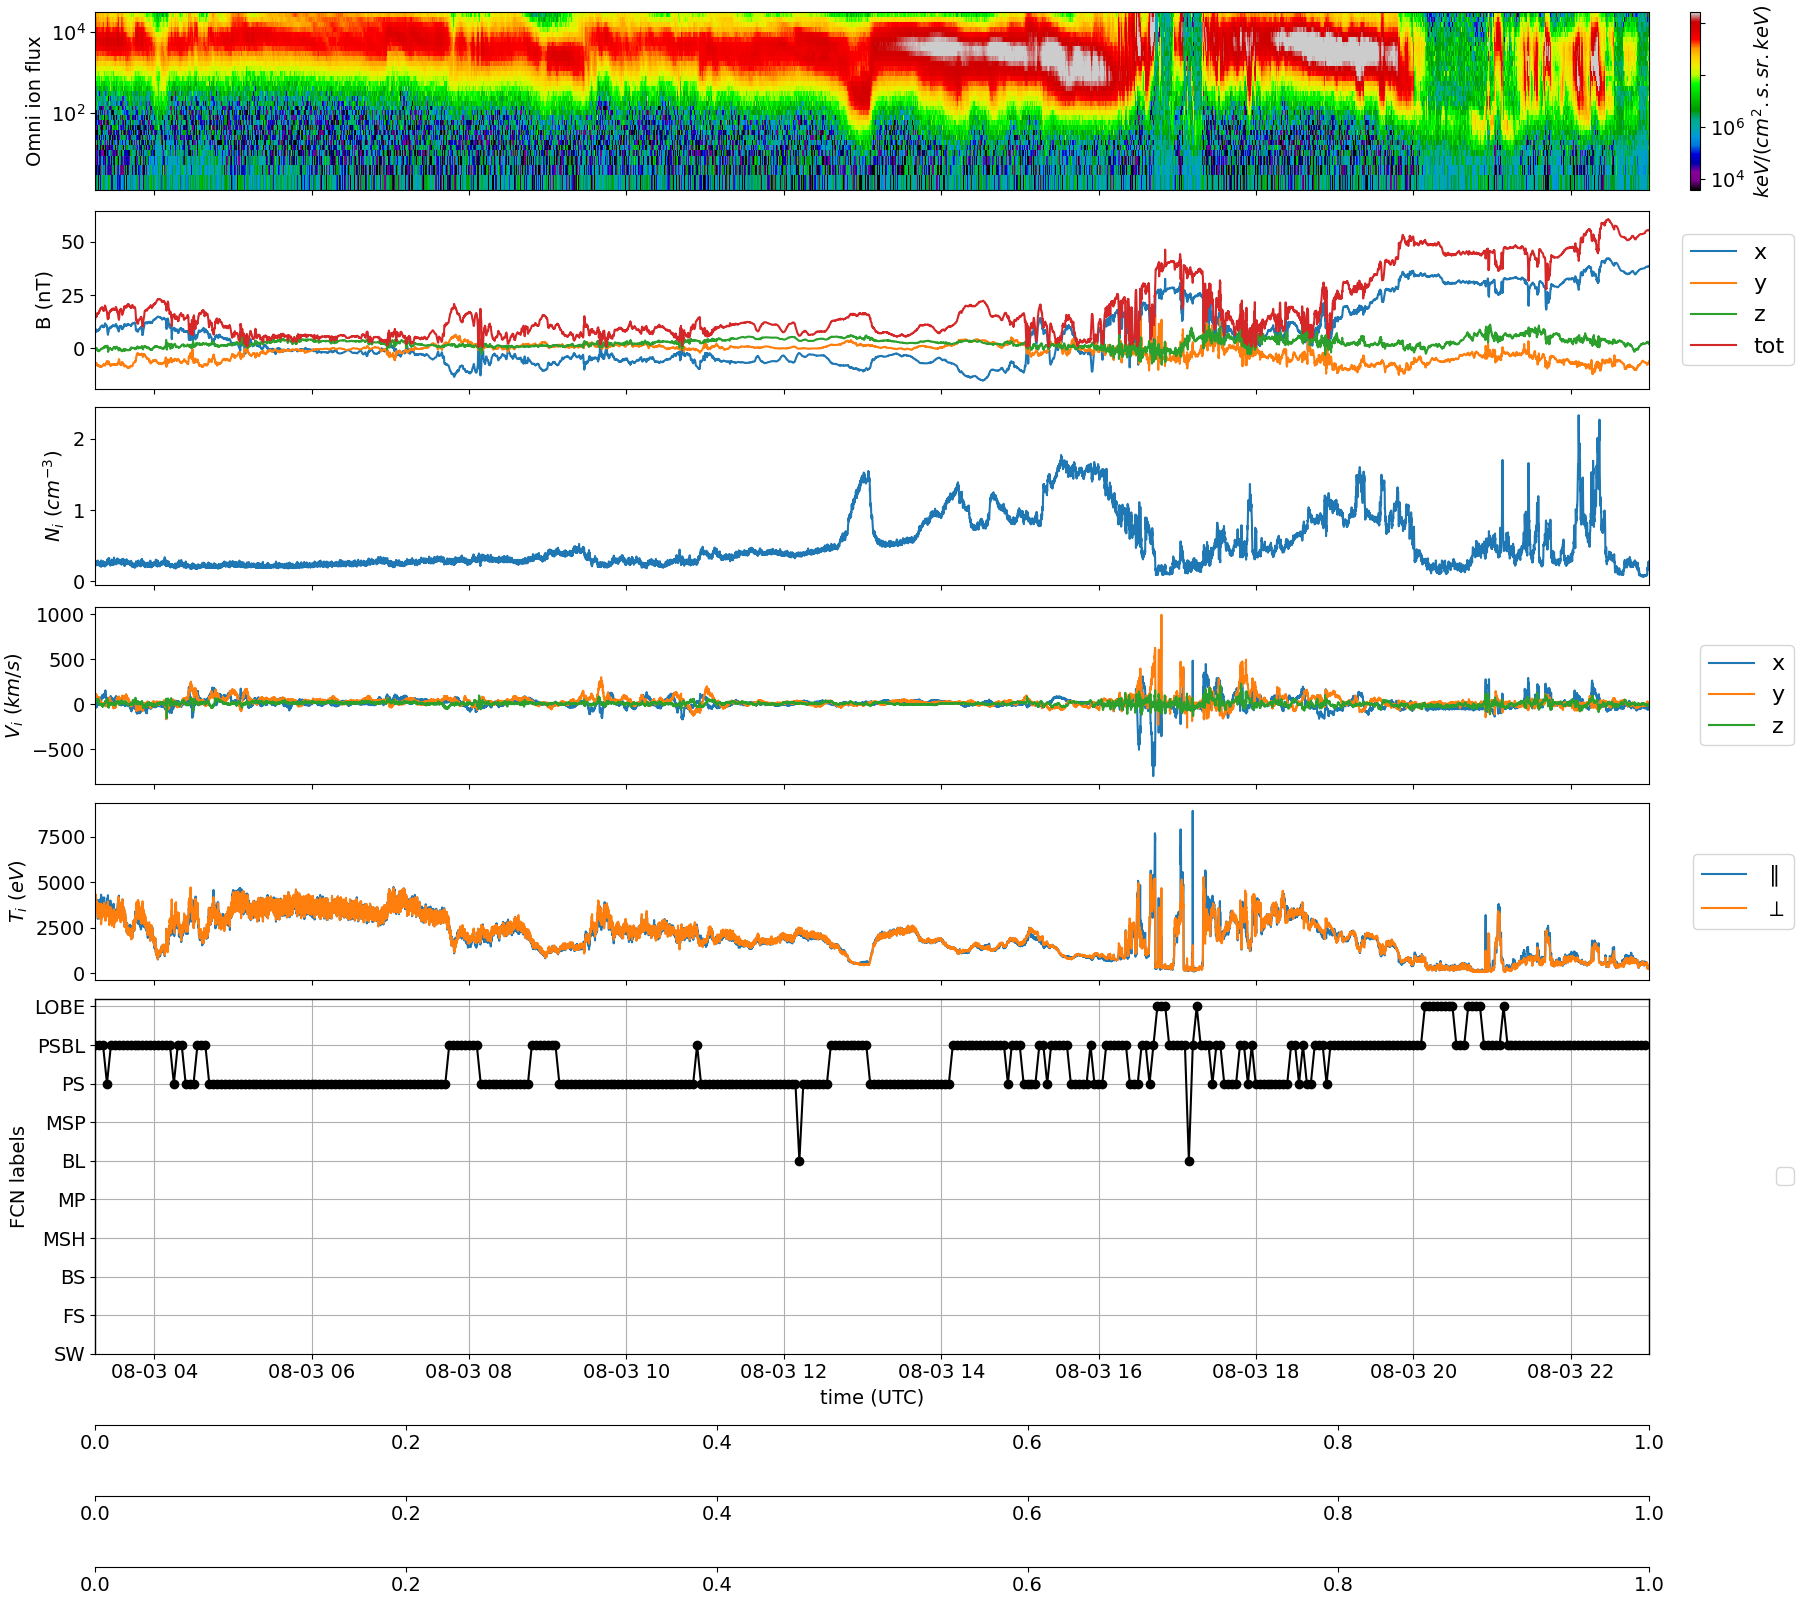 Omni ion flux
10^4
10^2
10^6
10^4
keV/(cm^2.s.sr.keV)
B (nT)
50
25
0
x
y
z
tot
N_i (cm^{-3})
2
1
0
V_i (km/s)
1000
500
0
−500
x
y
z
T_i (eV)
7500
5000
2500
0
∥
⊥
FCN labels
LOBE
PSBL
PS
MSP
BL
MP
MSH
BS
FS
SW
08-03 04 08-03 06 08-03 08 08-03 10 08-03 12 08-03 14 08-03 16 08-03 18 08-03 20 08-03 22
time (UTC)
0.0 0.2 0.4 0.6 0.8 1.0
0.0 0.2 0.4 0.6 0.8 1.0
0.0 0.2 0.4 0.6 0.8 1.0